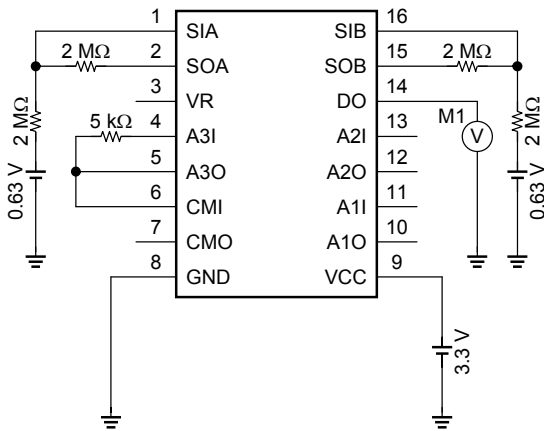 1 SIA SIB 16
2 MΩ 2 SOA SOB 15 2 MΩ
3 VR DO 14
M1 V
5 kΩ 4 A3I A2I 13
2 MΩ 2 MΩ
5 A3O A2O 12
0.63 V 0.63 V
6 CMI A1I 11
7 CMO A1O 10
8 GND VCC 9
3.3 V